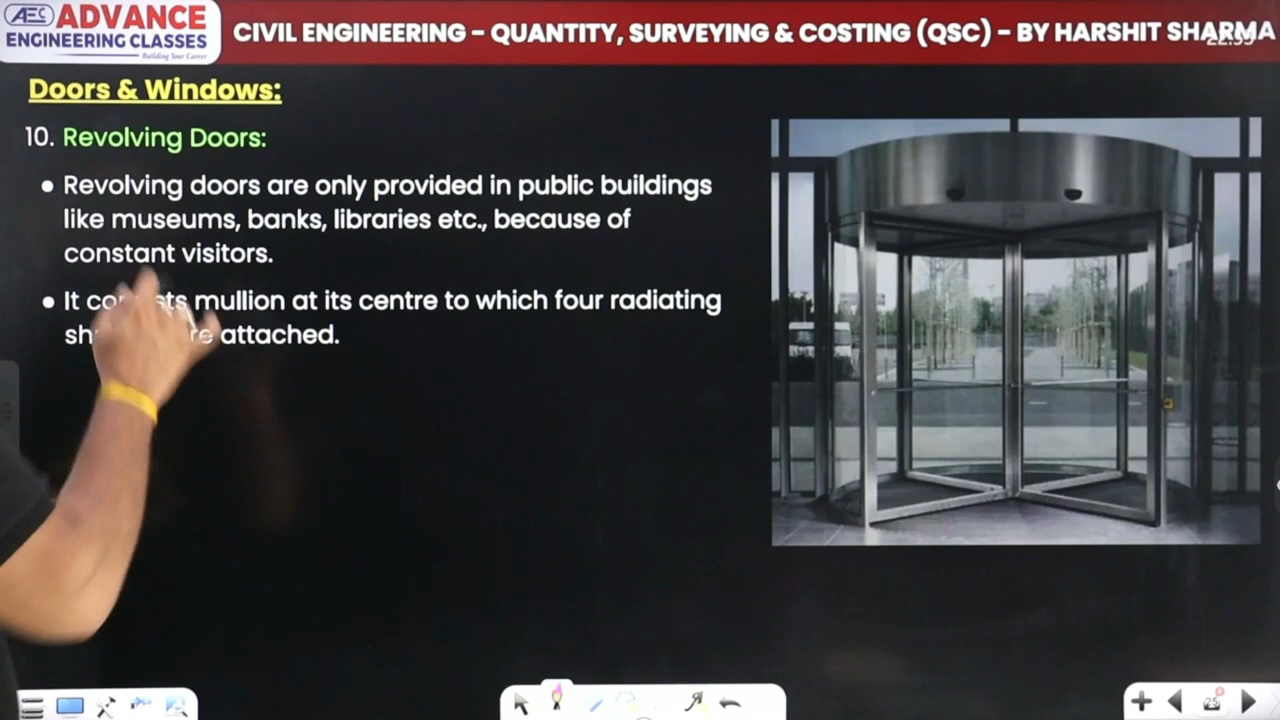 AEC ADVANCE
ENGINEERING CLASSES
Building Your Career
CIVIL ENGINEERING – QUANTITY, SURVEYING & COSTING (QSC) – BY HARSHIT SHARMA
Doors & Windows:
10. Revolving Doors:
• Revolving doors are only provided in public buildings
like museums, banks, libraries etc., because of
constant visitors.
• It mullion at its centre to which four radiating
attached.
25